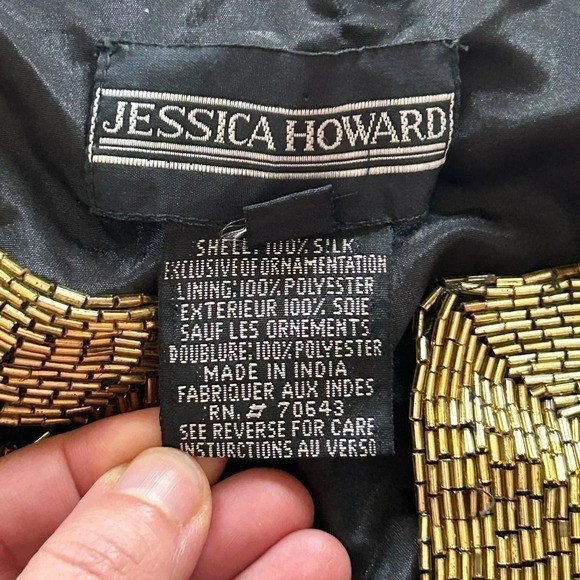 JESSICA HOWARD
SHELL: 100% SILK
EXCLUSIVE OF ORNAMENTATION
LINING: 100% POLYESTER
EXTERIEUR 100% SOIE
SAUF LES ORNEMENTS
DOUBLURE: 100% POLYESTER
MADE IN INDIA
FABRIQUER AUX INDES
RN. # 70643
SEE REVERSE FOR CARE
INSTURCTIONS AU VERSO